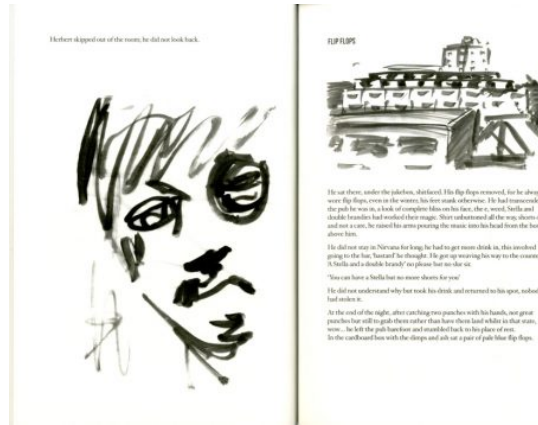 Herbert skipped out of the room, he did not look back.
FLIP FLOPS
He sat there, under the jukebox, shitfaced. His flip flops removed, for he alway
wore flip flops, even in the winter, his feet stank otherwise. He had transcende
the pub he was in, a look of complete bliss on his face, the e, weed, Stella and
double brandies had worked their magic. Shirt unbuttoned all the way, shorts
and not a care, he raised his arms pouring the music into his head from the
above him.
He did not stay in Nirvana for long; he had to get more drink in, this involved
going to the bar, 'bastard' he thought. He got up weaving his way to the counte
A Stella and a double brandy' no please but no slur
'You can have a Stella but no more shorts for you'
He did not understand why but took his drink and returned to his spot, nobod
had stolen it.
At the end of the night, after catching two punches with his hands, not great
punches but still to grab them rather than have them land whilst in that state,
wow... he left the pub barefoot and stumbled back to his place of rest.
In the cardboard box with the dimps and ash sat a pair of pale blue flip flops.